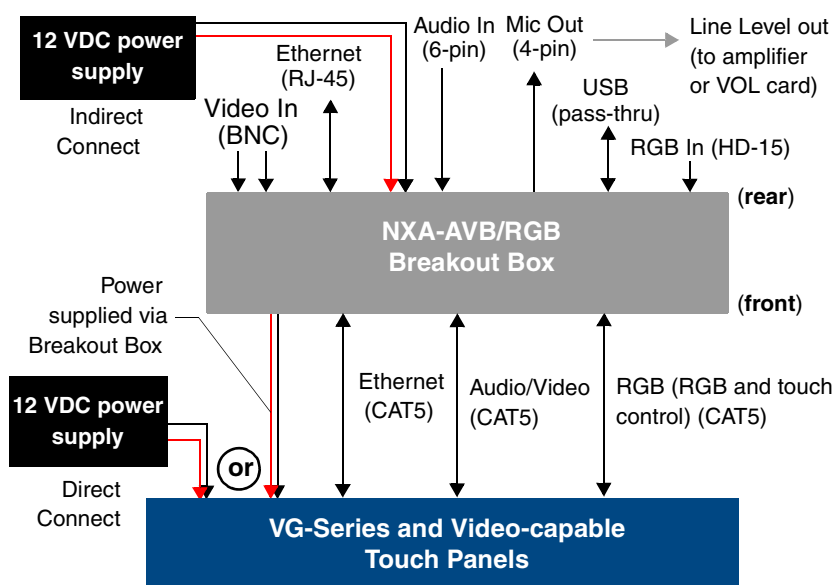 12 VDC power
supply
Indirect
Connect
Video In
(BNC)
Ethernet
(RJ-45)
Audio In
(6-pin)
Mic Out
(4-pin)
Line Level out
(to amplifier
or VOL card)
USB
(pass-thru)
RGB In (HD-15)
(rear)
NXA-AVB/RGB
Breakout Box
(front)
Power
supplied via
Breakout Box
12 VDC power
supply
Direct
Connect
or
Ethernet
(CAT5)
Audio/Video
(CAT5)
RGB (RGB and touch
control) (CAT5)
VG-Series and Video-capable
Touch Panels